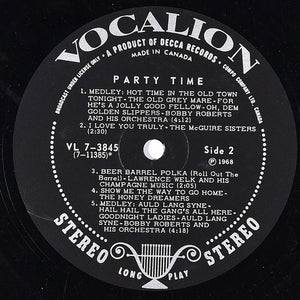 VOCALION
• A PRODUCT OF DECCA RECORDS •
MADE IN CANADA
PARTY TIME
1. MEDLEY: HOT TIME IN THE OLD TOWN
TONIGHT-THE OLD GREY MARE-FOR
HE'S A JOLLY GOOD FELLOW-OH, DEM
GOLDEN SLIPPERS-BOBBY ROBERTS
AND HIS ORCHESTRA (4:12)
2. I LOVE YOU TRULY-THE McGUIRE SISTERS
(2:30)
VL 7-3845
(7-11385)*
Side 2
℗ 1968
3. BEER BARREL POLKA (Roll Out The
Barrel)-LAWRENCE WELK AND HIS
CHAMPAGNE MUSIC (2:05)
4. SHOW ME THE WAY TO GO HOME-
THE HONEY DREAMERS
5. MEDLEY: AULD LANG SYNE-
HAIL HAIL THE GANG'S ALL HERE-
GOODNIGHT LADIES-AULD LANG
SYNE-BOBBY ROBERTS AND
HIS ORCHESTRA (4:18)
STEREO
STEREO
LONG PLAY